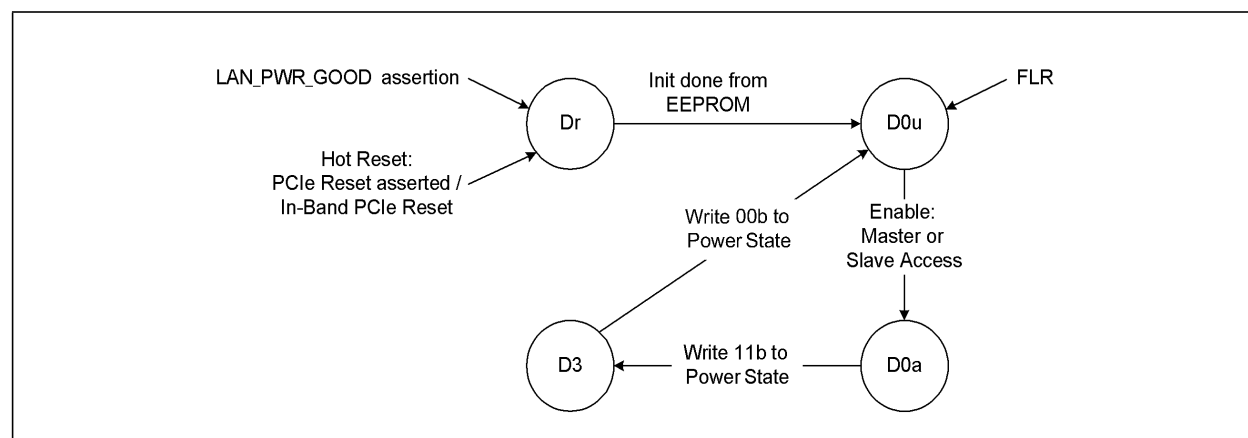 LAN_PWR_GOOD assertion
Init done from
EEPROM
FLR
Dr
D0u
Hot Reset:
PCIe Reset asserted /
In-Band PCIe Reset
Write 00b to
Power State
Enable:
Master or
Slave Access
D3
Write 11b to
Power State
D0a